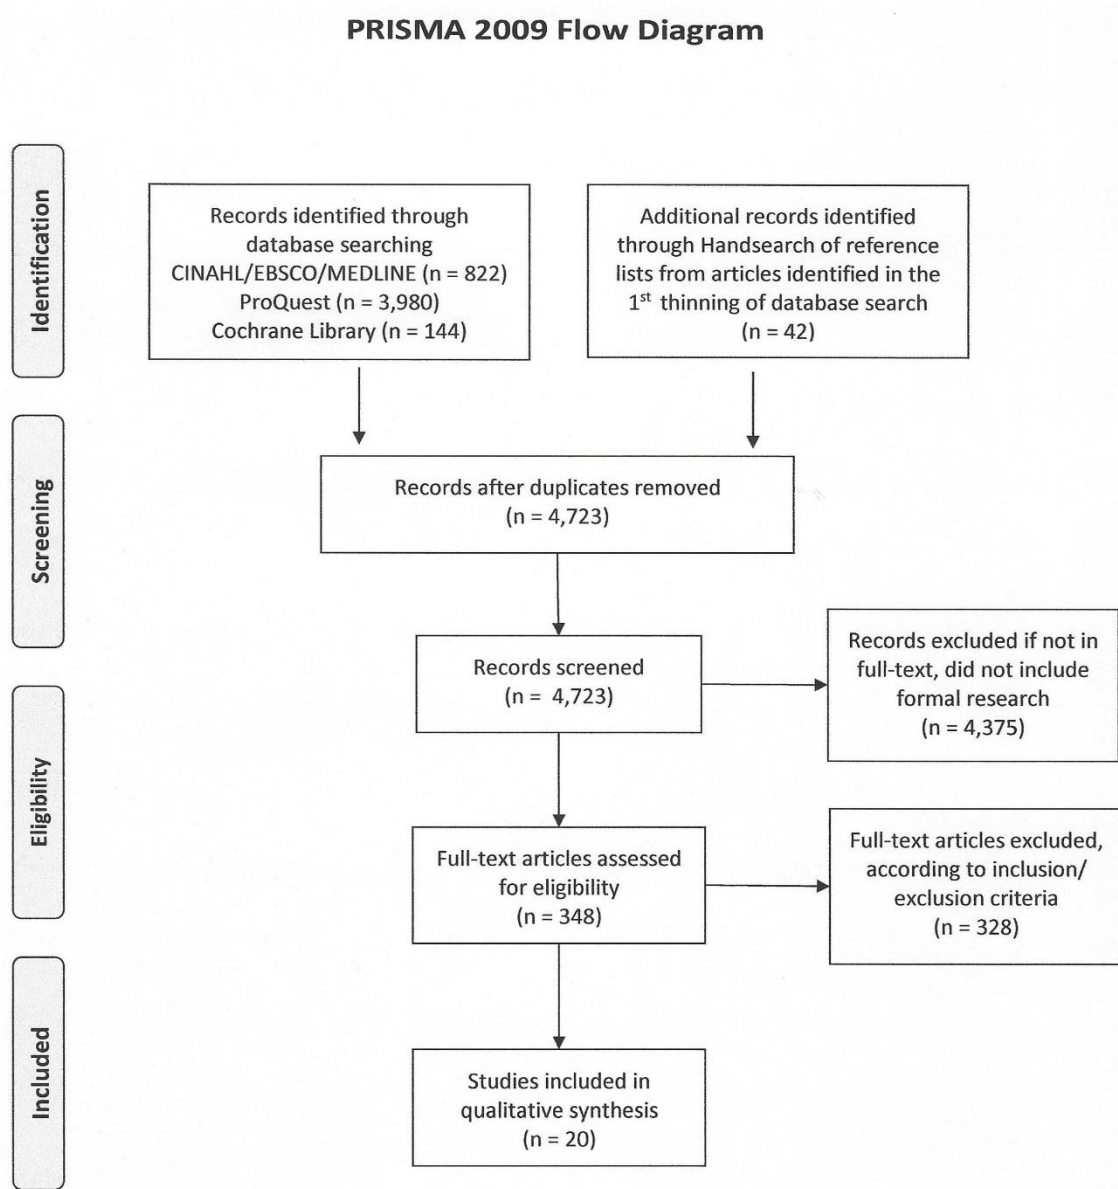 PRISMA 2009 Flow Diagram
Identification
Records identified through
database searching
CINAHL/EBSCO/MEDLINE (n = 822)
ProQuest (n = 3,980)
Cochrane Library (n = 144)
Additional records identified
through Handsearch of reference
lists from articles identified in the
1st thinning of database search
(n = 42)
Screening
Records after duplicates removed
(n = 4,723)
Records screened
(n = 4,723)
Records excluded if not in
full-text, did not include
formal research
(n = 4,375)
Eligibility
Full-text articles assessed
for eligibility
(n = 348)
Full-text articles excluded,
according to inclusion/
exclusion criteria
(n = 328)
Included
Studies included in
qualitative synthesis
(n = 20)